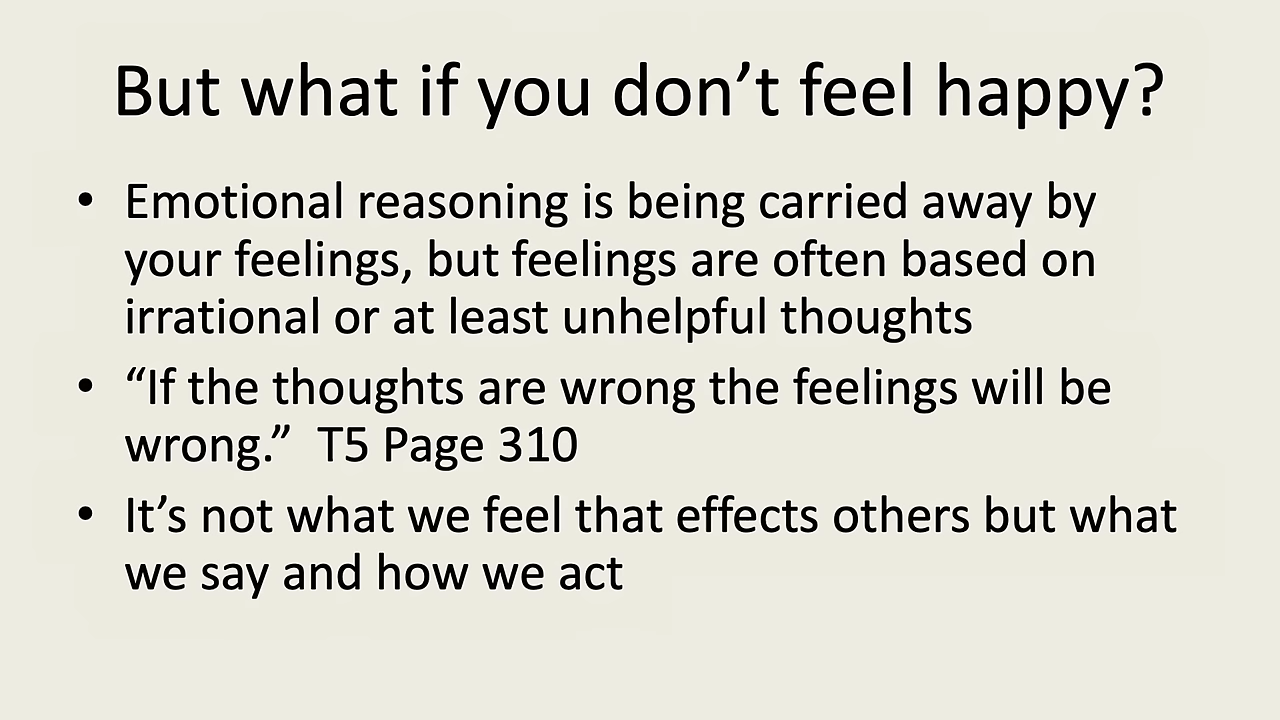 But what if you don’t feel happy?
• Emotional reasoning is being carried away by
your feelings, but feelings are often based on
irrational or at least unhelpful thoughts
• “If the thoughts are wrong the feelings will be
wrong.”  T5 Page 310
• It’s not what we feel that effects others but what
we say and how we act